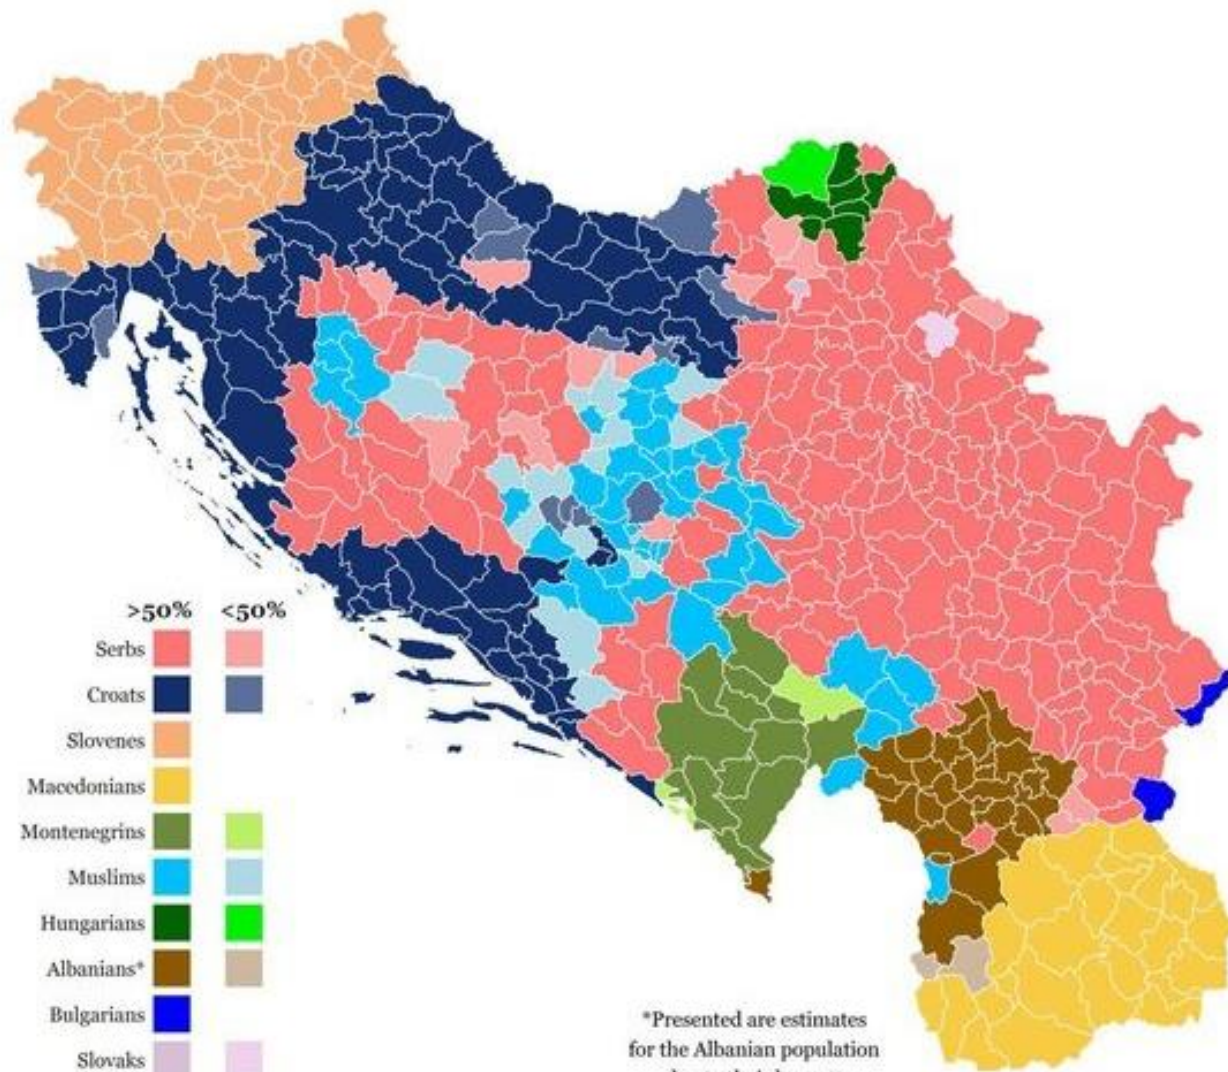 >50% <50%
Serbs
Croats
Slovenes
Macedonians
Montenegrins
Muslims
Hungarians
Albanians*
Bulgarians
Slovaks
*Presented are estimates
for the Albanian population